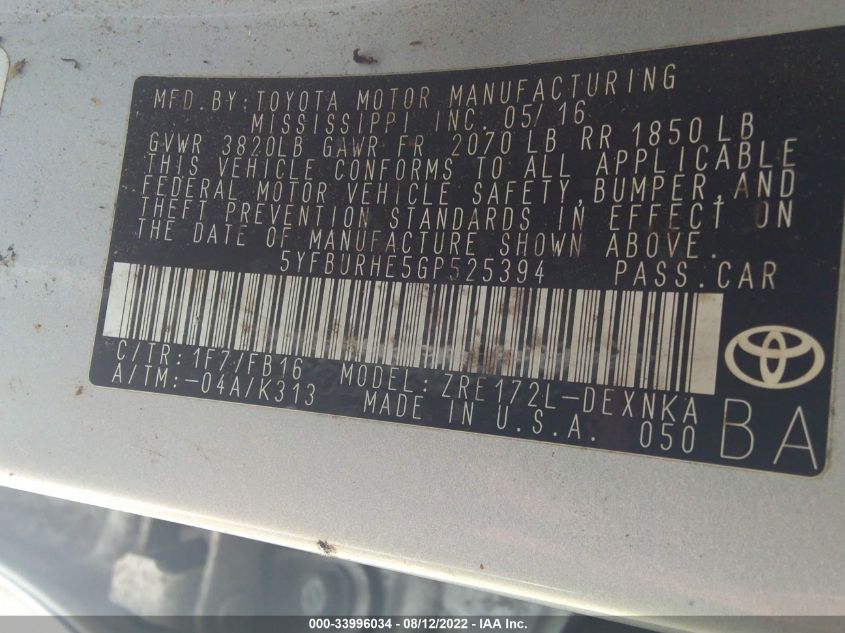 MFD.BY:TOYOTA MOTOR MANUFACTURING
MISSISSIPPI INC. 05/16
GVWR 3820LB GAWR FR 2070LB RR 1850LB
THIS VEHICLE CONFORMS TO ALL APPLICABLE
FEDERAL MOTOR VEHICLE SAFETY,BUMPER,AND
THEFT PREVENTION STANDARDS IN EFFECT ON
THE DATE OF MANUFACTURE SHOWN ABOVE.
5YFBURHE5GP525394 PASS.CAR
C/TR:1F7/FB16 MODEL:ZRE172L-DEXNKA
A/TM:-04A/K313 MADE IN U.S.A. 050
BA
000-33996034 - 08/12/2022 - IAA Inc.